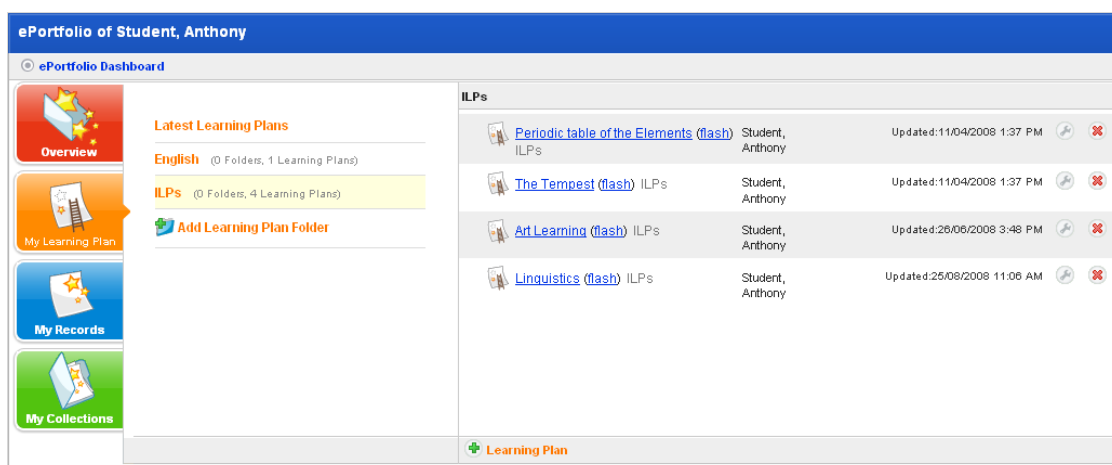 ePortfolio of Student, Anthony
ePortfolio Dashboard
Overview
My Learning Plan
My Records
My Collections
Latest Learning Plans
English (0 Folders, 1 Learning Plans)
ILPs (0 Folders, 4 Learning Plans)
Add Learning Plan Folder
ILPs
Periodic table of the Elements (flash) Student, Updated:11/04/2008 1:37 PM
ILPs Anthony
The Tempest (flash) ILPs Student, Updated:11/04/2008 1:37 PM
Anthony
Art Learning (flash) ILPs Student, Updated:26/06/2008 3:48 PM
Anthony
Linguistics (flash) ILPs Student, Updated:25/08/2008 11:06 AM
Anthony
Learning Plan